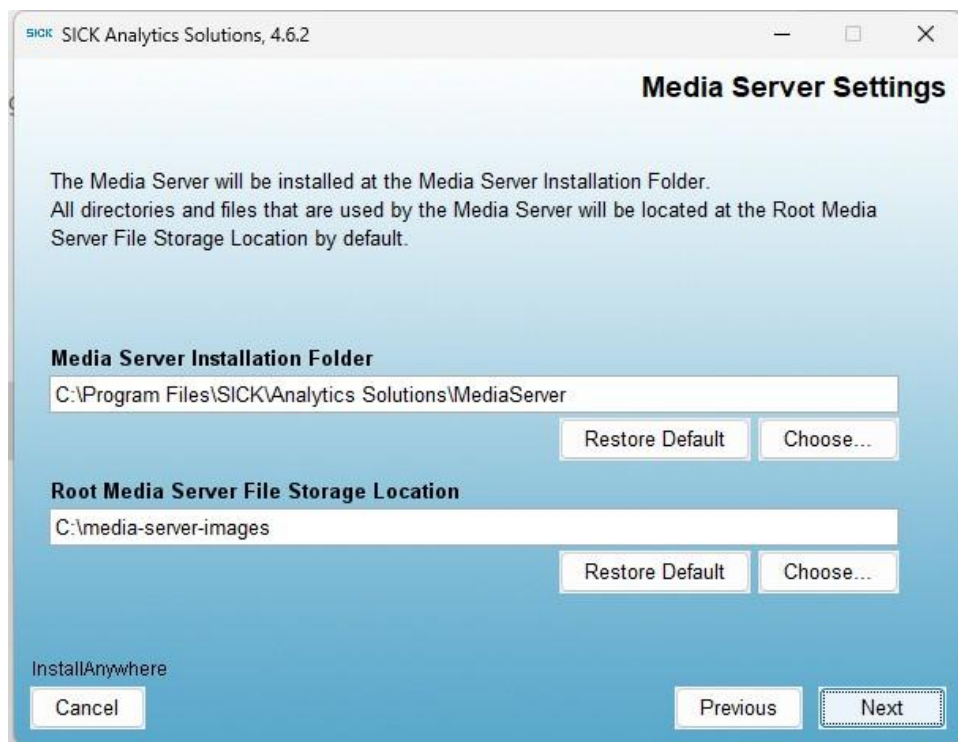 SICK SICK Analytics Solutions, 4.6.2
Media Server Settings
The Media Server will be installed at the Media Server Installation Folder.
All directories and files that are used by the Media Server will be located at the Root Media
Server File Storage Location by default.
Media Server Installation Folder
C:\Program Files\SICK\Analytics Solutions\MediaServer
Restore Default Choose...
Root Media Server File Storage Location
C:\media-server-images
Restore Default Choose...
InstallAnywhere
Cancel Previous Next